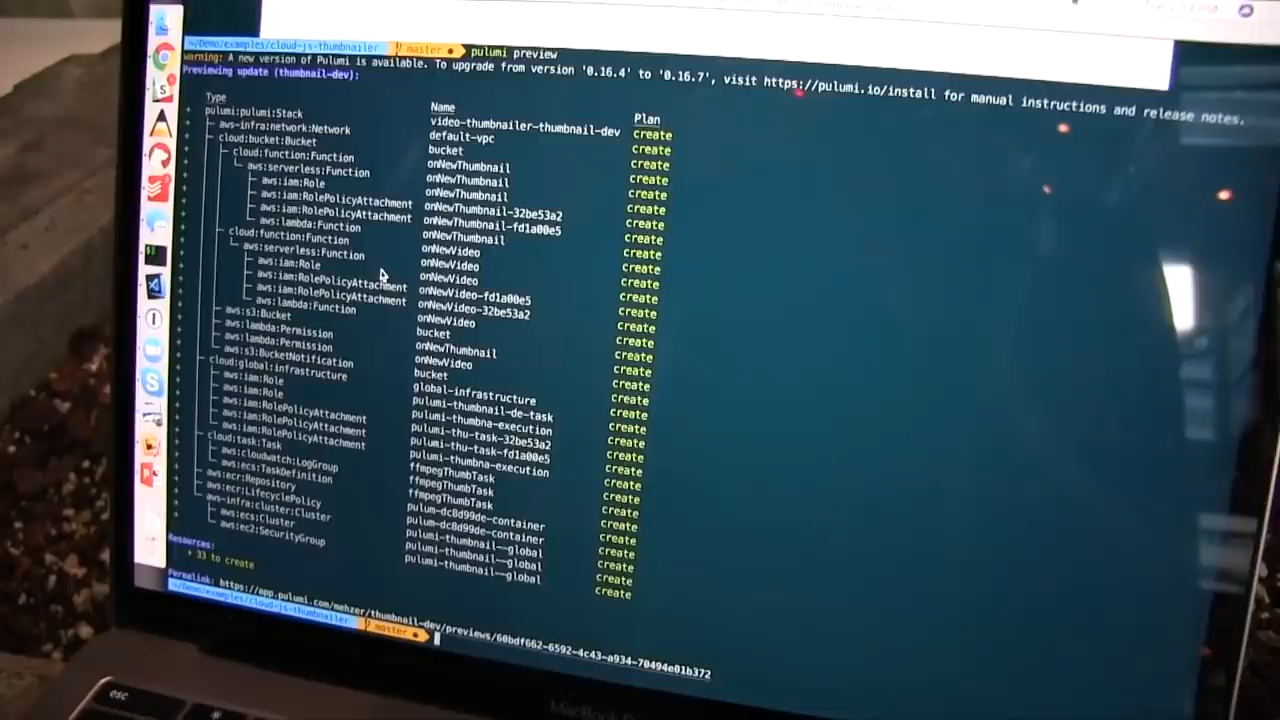 ~/Demo/examples/cloud-js-thumbnailer master ● pulumi preview
warning: A new version of Pulumi is available. To upgrade from version '0.16.4' to '0.16.7', visit https://pulumi.io/install for manual instructions and release notes.
Previewing update (thumbnail-dev):
Type Name Plan
+ pulumi:pulumi:Stack video-thumbnailer-thumbnail-dev create
+ aws-infra:network:Network default-vpc create
+ cloud:bucket:Bucket bucket create
+ cloud:function:Function onNewThumbnail create
+ aws:serverless:Function onNewThumbnail create
+ aws:iam:Role onNewThumbnail create
+ aws:iam:RolePolicyAttachment onNewThumbnail-32be53a2 create
+ aws:iam:RolePolicyAttachment onNewThumbnail-fd1a00e5 create
+ aws:lambda:Function onNewThumbnail create
+ cloud:function:Function onNewVideo create
+ aws:serverless:Function onNewVideo create
+ aws:iam:Role onNewVideo create
+ aws:iam:RolePolicyAttachment onNewVideo-fd1a00e5 create
+ aws:iam:RolePolicyAttachment onNewVideo-32be53a2 create
+ aws:lambda:Function onNewVideo create
+ aws:s3:Bucket bucket create
+ aws:lambda:Permission onNewThumbnail create
+ aws:lambda:Permission onNewVideo create
+ aws:s3:BucketNotification bucket create
+ cloud:global:infrastructure global-infrastructure create
+ aws:iam:Role pulumi-thumbnail-de-task create
+ aws:iam:Role pulumi-thumbna-execution create
+ aws:iam:RolePolicyAttachment pulumi-thu-task-32be53a2 create
+ aws:iam:RolePolicyAttachment pulumi-thu-task-fd1a00e5 create
+ aws:iam:RolePolicyAttachment pulumi-thumbna-execution create
+ cloud:task:Task ffmpegThumbTask create
+ aws:cloudwatch:LogGroup ffmpegThumbTask create
+ aws:ecs:TaskDefinition ffmpegThumbTask create
+ aws:ecr:Repository pulum-dc8d99de-container create
+ aws:ecr:LifecyclePolicy pulum-dc8d99de-container create
+ aws-infra:cluster:Cluster pulumi-thumbnail--global create
+ aws:ecs:Cluster pulumi-thumbnail--global create
+ aws:ec2:SecurityGroup pulumi-thumbnail--global create
Resources:
+ 33 to create
Permalink: https://app.pulumi.com/mehzer/thumbnail-dev/previews/60bdf662-6592-4c43-a934-70494e01b372
~/Demo/examples/cloud-js-thumbnailer master ●
esc
MacBook